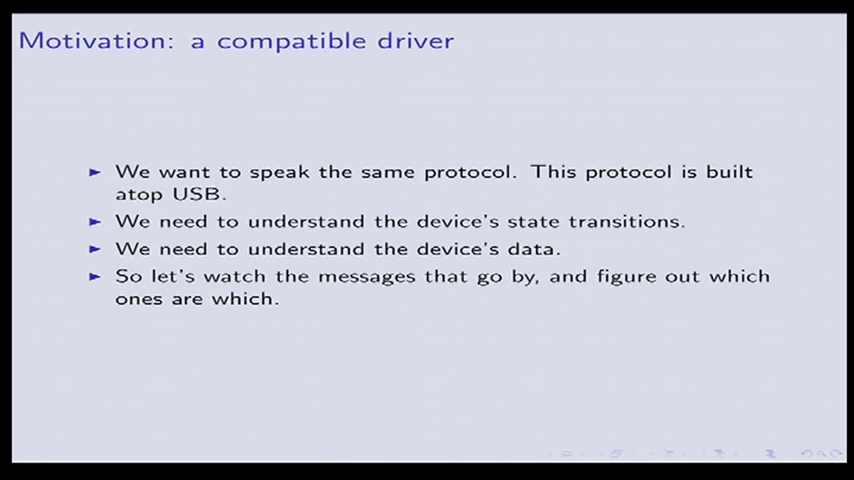 Motivation: a compatible driver
We want to speak the same protocol. This protocol is built
atop USB.
We need to understand the device's state transitions.
We need to understand the device's data.
So let's watch the messages that go by, and figure out which
ones are which.